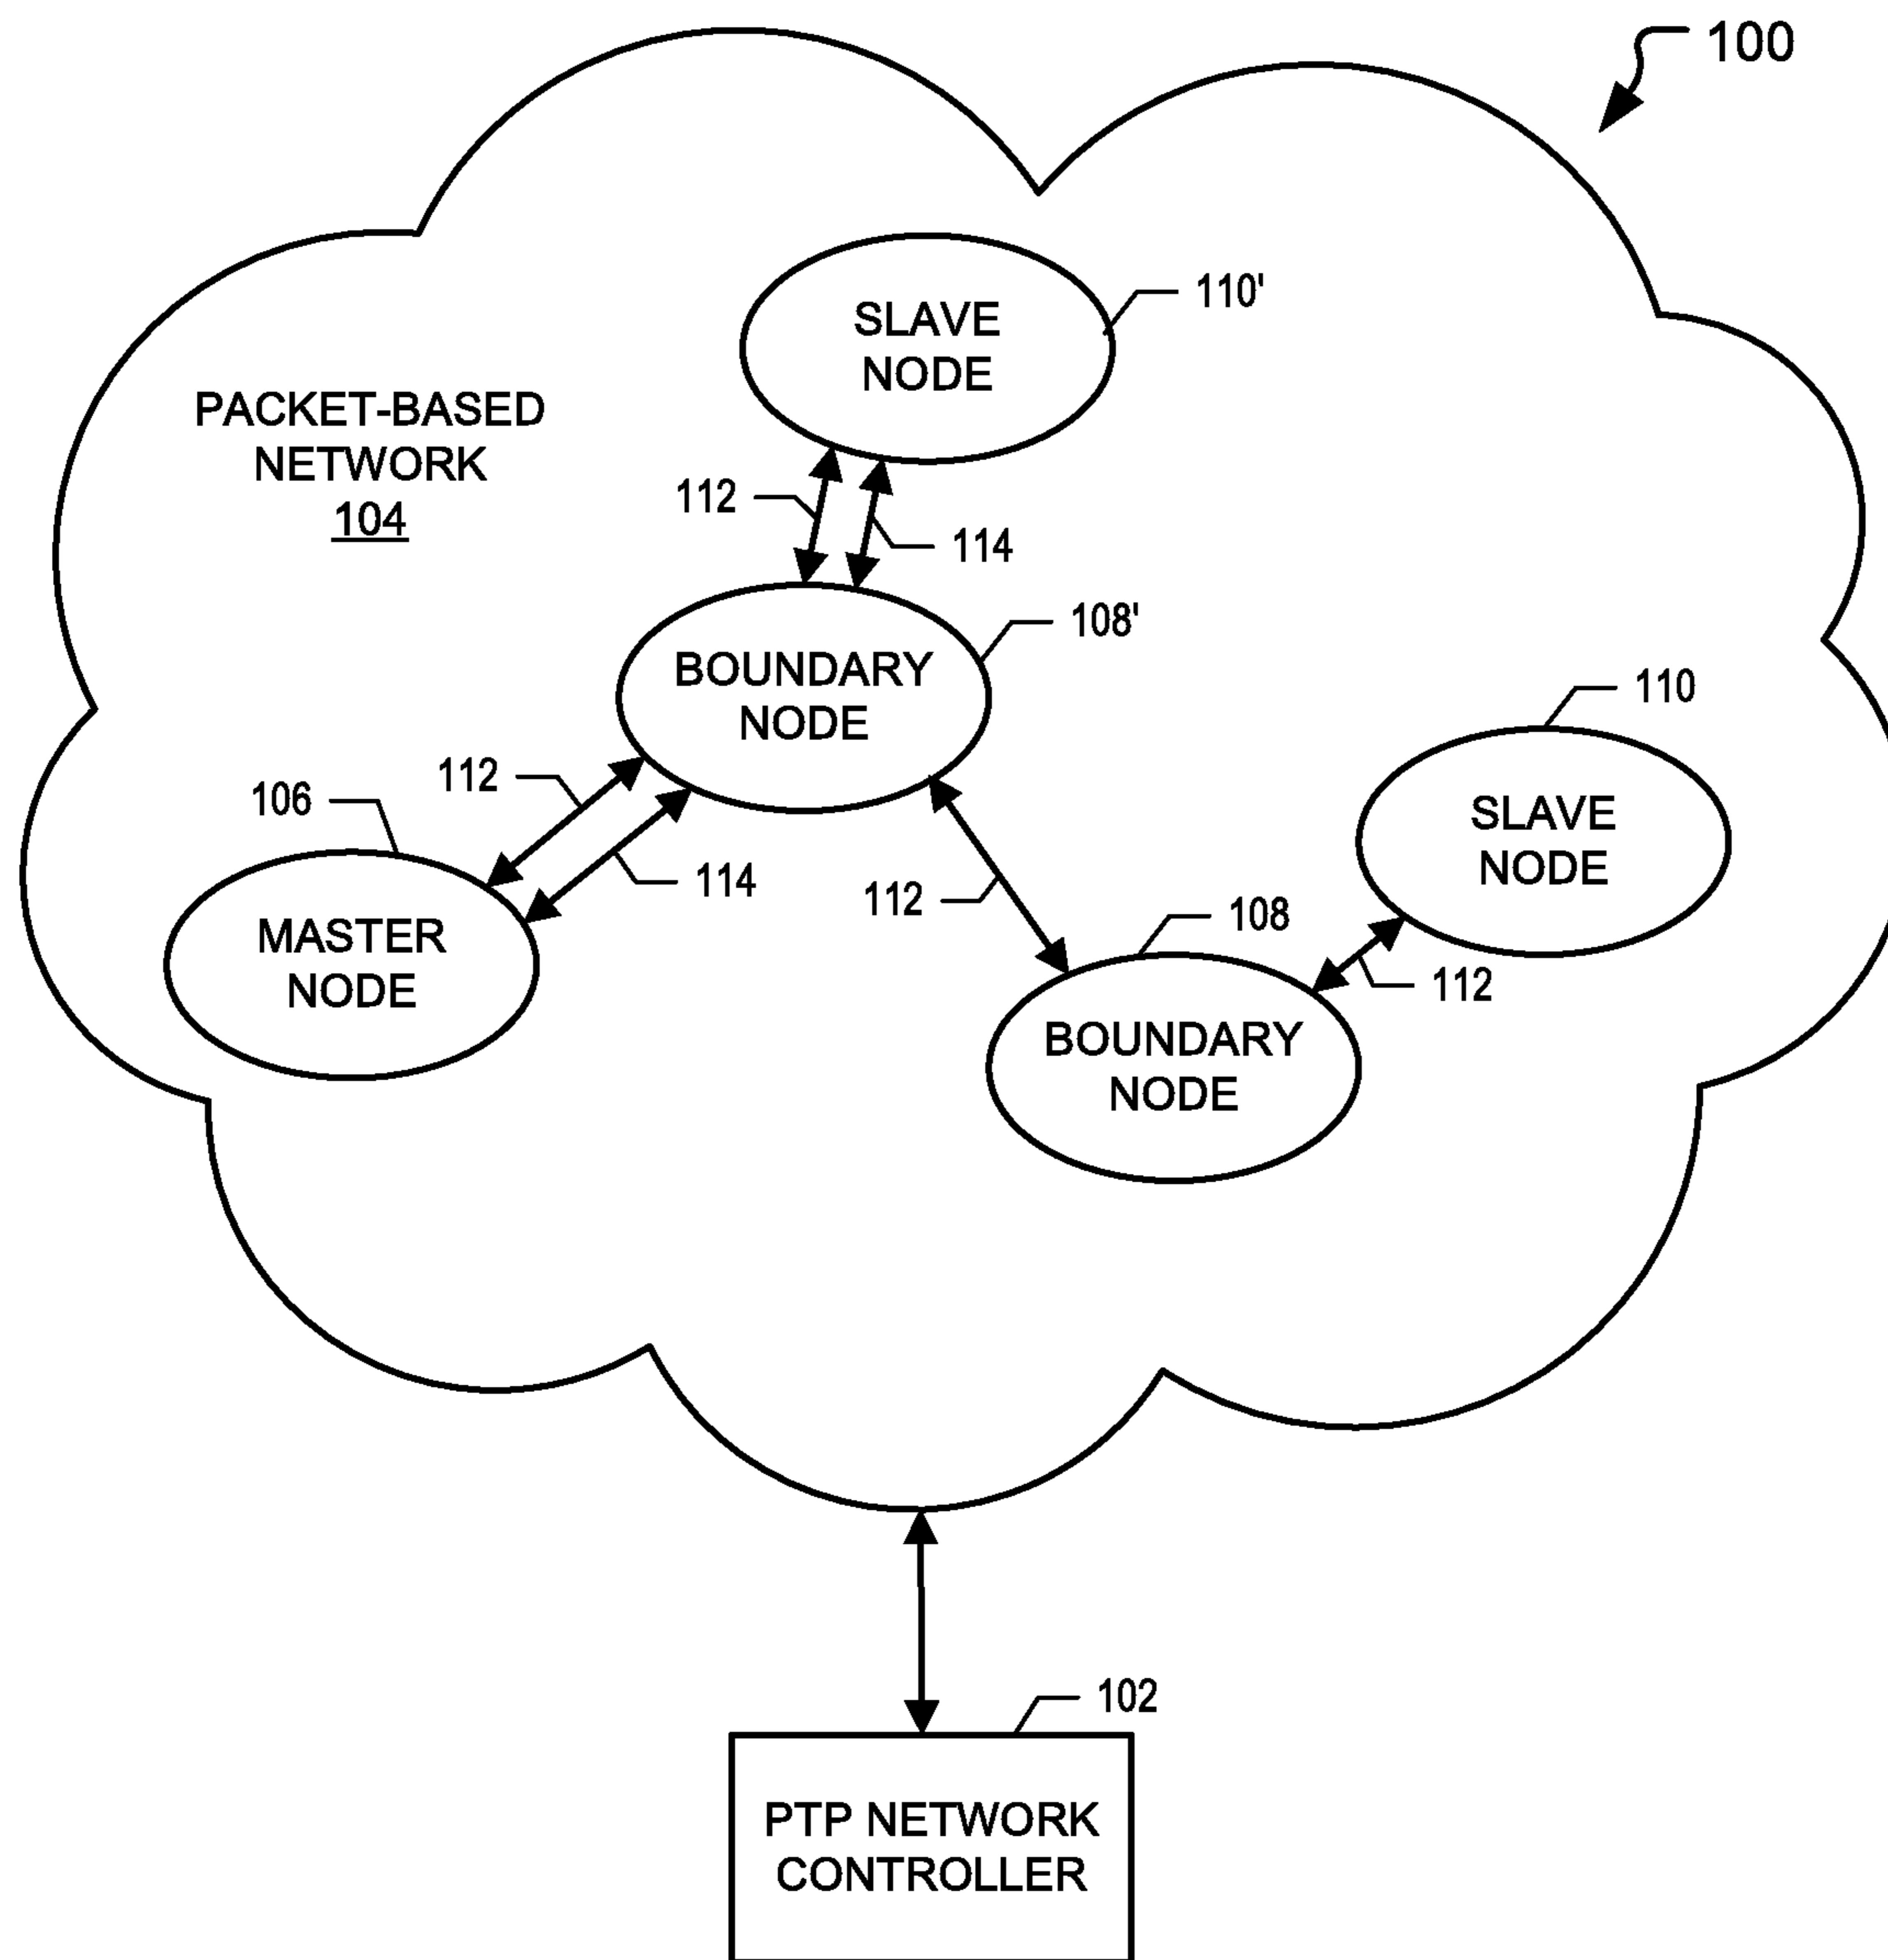 100
SLAVE
NODE
110'
PACKET-BASED
NETWORK
104
112
114
108'
BOUNDARY
NODE
110
112
106
SLAVE
NODE
114
112
108
MASTER
NODE
112
BOUNDARY
NODE
102
PTP NETWORK
CONTROLLER